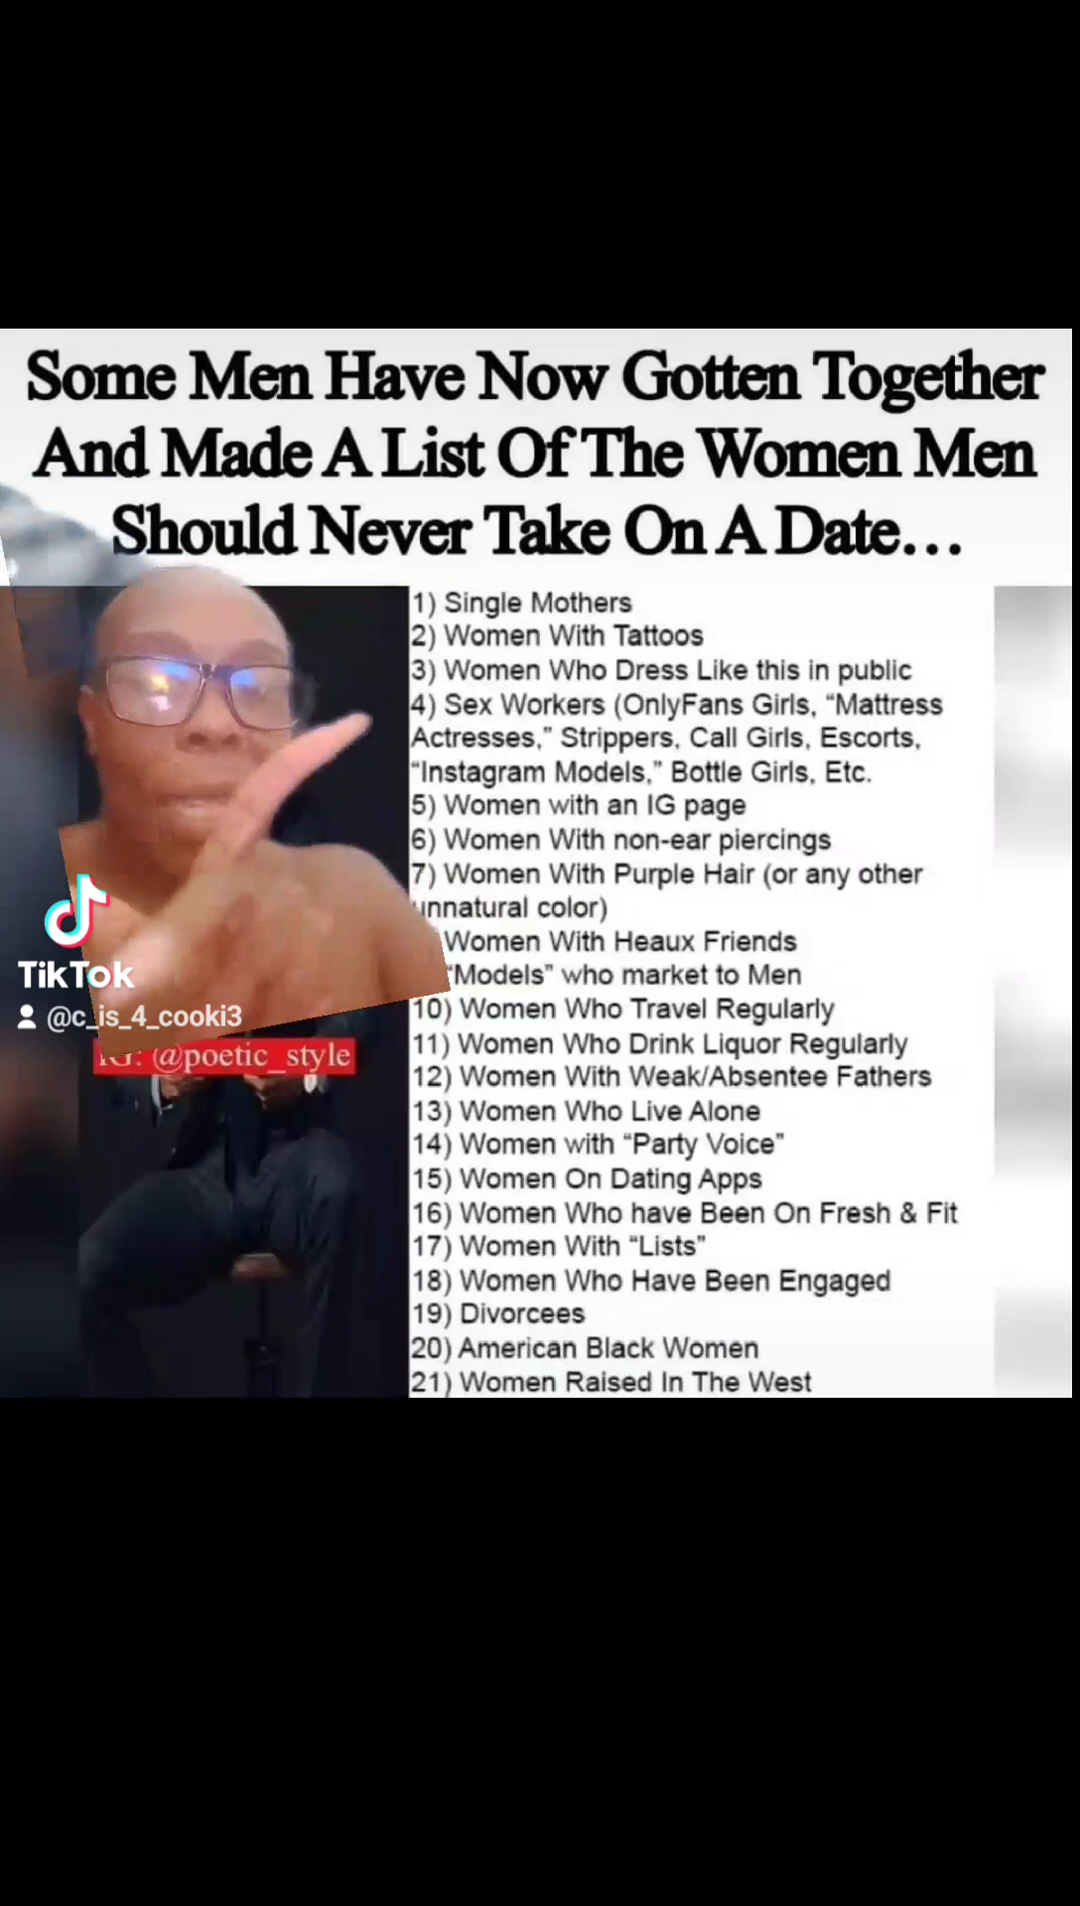 Some Men Have Now Gotten Together
And Made A List Of The Women Men
Should Never Take On A Date...
1) Single Mothers
2) Women With Tattoos
3) Women Who Dress Like this in public
4) Sex Workers (OnlyFans Girls, “Mattress
Actresses,” Strippers, Call Girls, Escorts,
“Instagram Models,” Bottle Girls, Etc.
5) Women with an IG page
6) Women With non-ear piercings
7) Women With Purple Hair (or any other
unnatural color)
Women With Heaux Friends
“Models” who market to Men
10) Women Who Travel Regularly
11) Women Who Drink Liquor Regularly
12) Women With Weak/Absentee Fathers
13) Women Who Live Alone
14) Women with “Party Voice”
15) Women On Dating Apps
16) Women Who have Been On Fresh & Fit
17) Women With “Lists”
18) Women Who Have Been Engaged
19) Divorcees
20) American Black Women
21) Women Raised In The West
TikTok
@c_is_4_cooki3
IG: @poetic_style